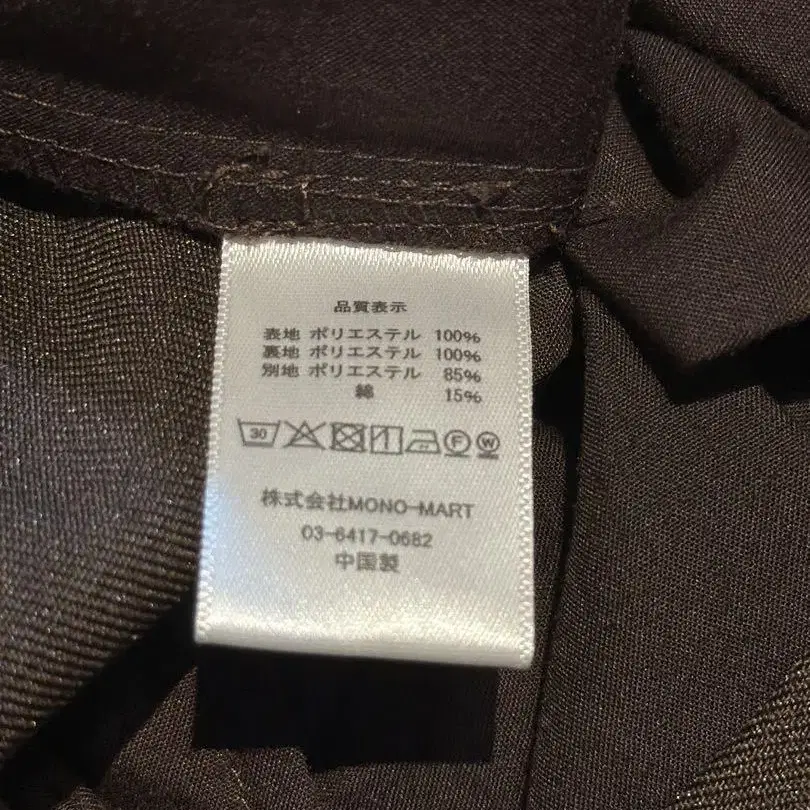 品質表示
表地 ポリエステル 100%
裏地 ポリエステル 100%
別地 ポリエステル 85%
綿 15%
30 F W
株式会社MONO-MART
03-6417-0682
中国製